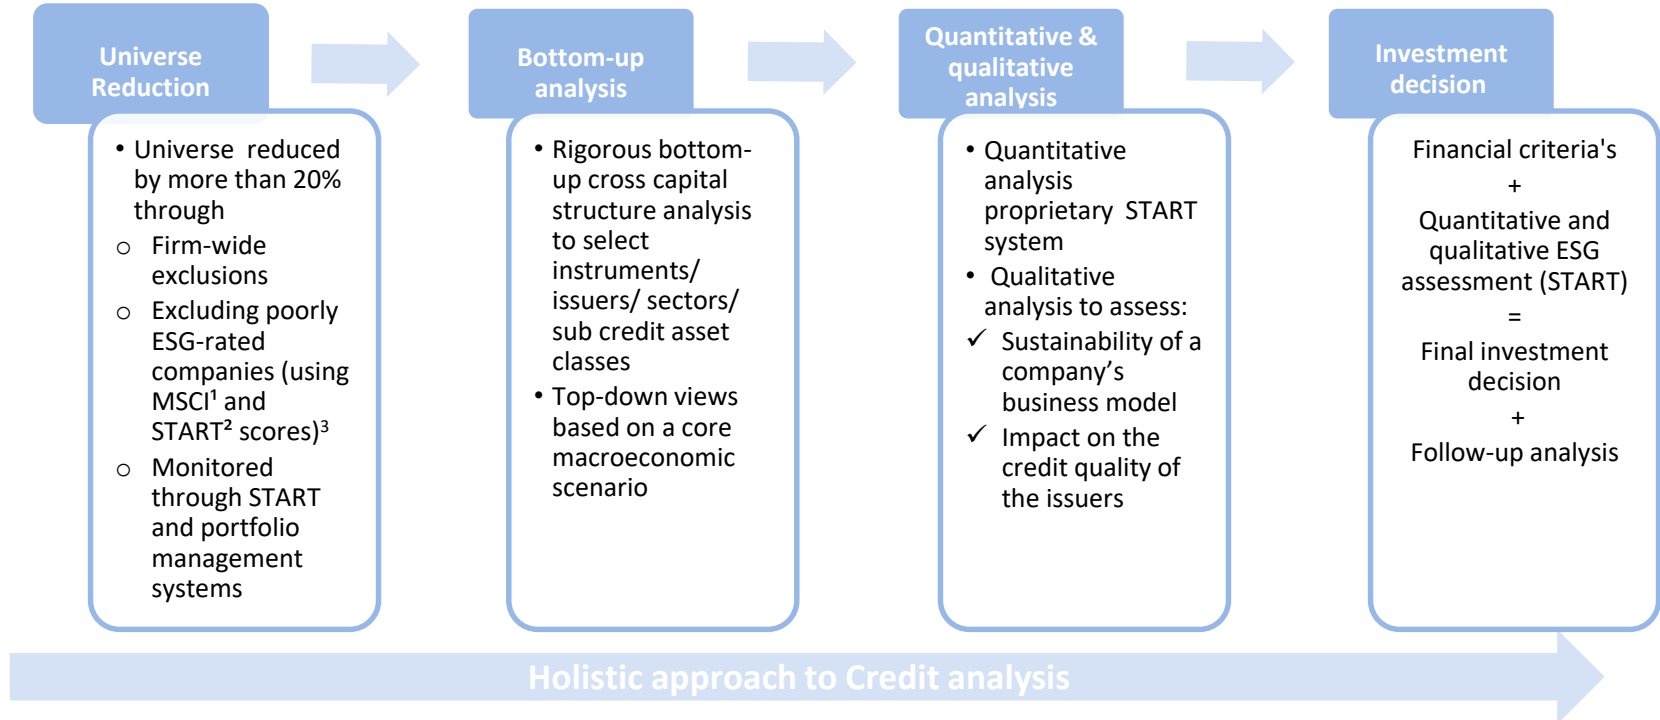 Universe
Reduction
• Universe reduced
by more than 20%
through
o Firm-wide
exclusions
o Excluding poorly
ESG-rated
companies (using
MSCI¹ and
START² scores)³
o Monitored
through START
and portfolio
management
systems
Bottom-up
analysis
• Rigorous bottom-
up cross capital
structure analysis
to select
instruments/
issuers/ sectors/
sub credit asset
classes
• Top-down views
based on a core
macroeconomic
scenario
Quantitative &
qualitative
analysis
• Quantitative
analysis
proprietary START
system
• Qualitative
analysis to assess:
✓ Sustainability of a
company’s
business model
✓ Impact on the
credit quality of
the issuers
Investment
decision
Financial criteria's
+
Quantitative and
qualitative ESG
assessment (START)
=
Final investment
decision
+
Follow-up analysis
Holistic approach to Credit analysis